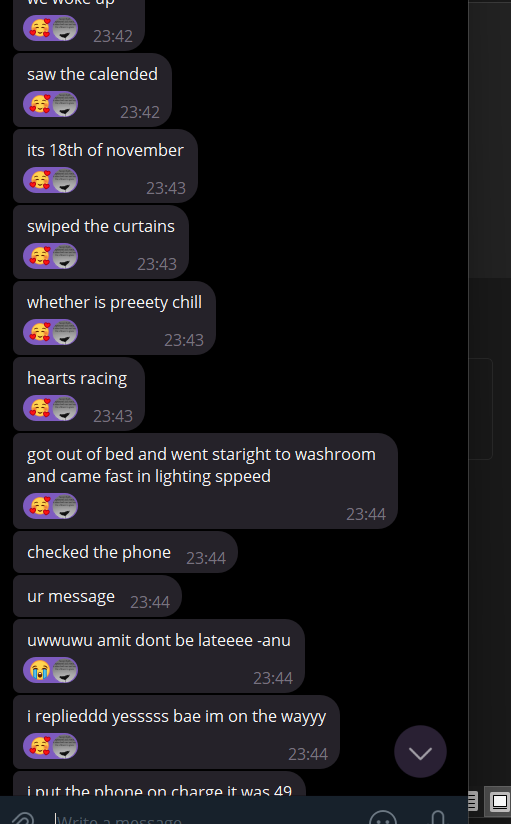 we woke up
23:42
saw the calended
23:42
its 18th of november
23:43
swiped the curtains
23:43
whether is preeety chill
23:43
hearts racing
23:43
got out of bed and went staright to washroom
and came fast in lighting sppeed
23:44
checked the phone 23:44
ur message 23:44
uwwuwu amit dont be lateeee -anu
23:44
i replieddd yesssss bae im on the wayyy
23:44
i put the phone on charge it was 49
Write a message...